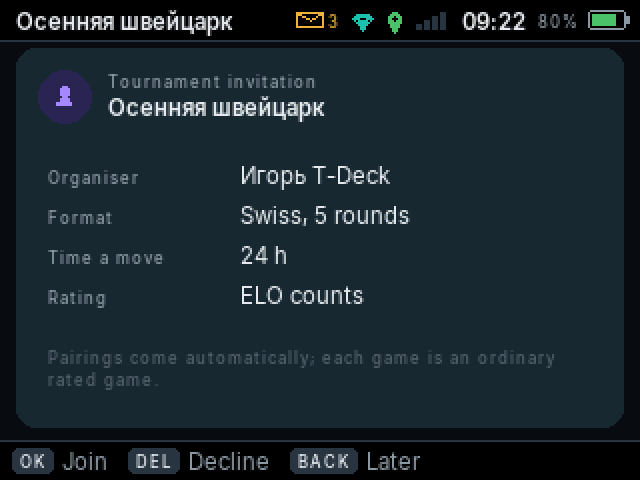 Осенняя швейцарк 3 09:22 80%
Tournament invitation
Осенняя швейцарк
Organiser Игорь T-Deck
Format Swiss, 5 rounds
Time a move 24 h
Rating ELO counts
Pairings come automatically; each game is an ordinary
rated game.
OK Join DEL Decline BACK Later